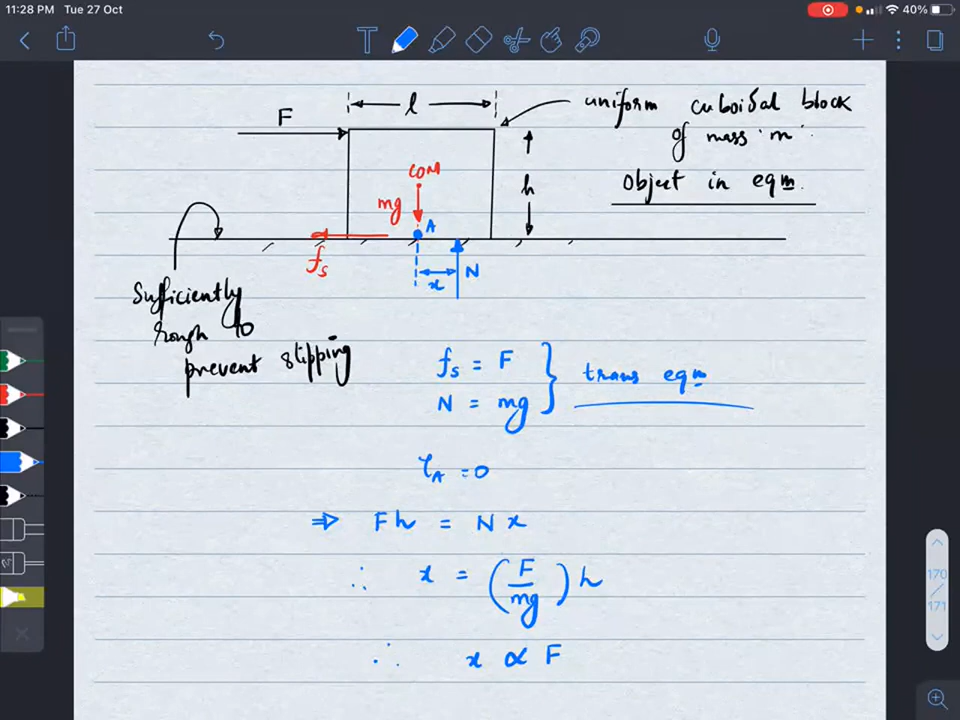 11:28 PM Tue 27 Oct
40%
l
uniform cuboidal block
of mass 'm'.
F
COM
h
Object in eqm.
mg
A
fs
x
N
Sufficiently
rough to
prevent slipping
fs = F
N = mg
} trans eqm
τA = 0
⇒ Fh = Nx
∴ x = (F/mg) h
∴ x ∝ F
170
/
171